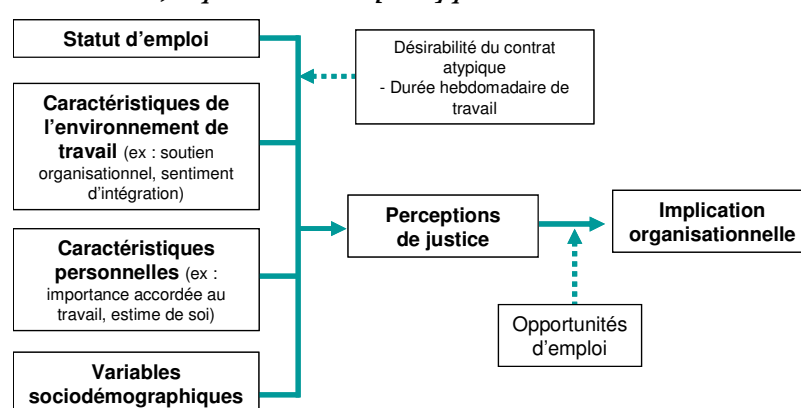 Statut d'emploi
Désirabilité du contrat
atypique
- Durée hebdomadaire de
travail
Caractéristiques de
l'environnement de
travail (ex : soutien
organisationnel, sentiment
d'intégration)
Perceptions
de justice
Implication
organisationnelle
Caractéristiques
personnelles (ex :
importance accordée au
travail, estime de soi)
Opportunités
d'emploi
Variables
sociodémographiques